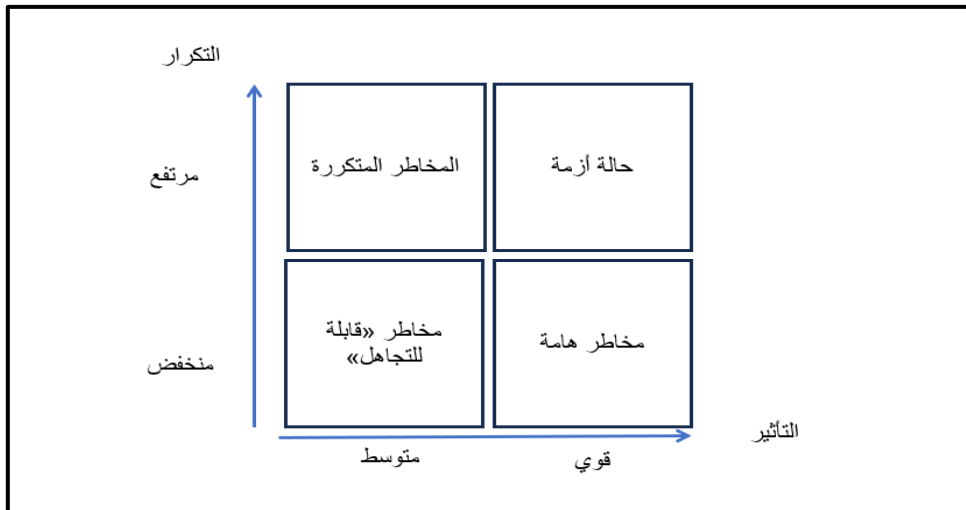 التكرار
مرتفع
المخاطر المتكررة
حالة أزمة
منخفض
مخاطر «قابلة
للتجاهل»
مخاطر هامة
التأثير
متوسط
قوي